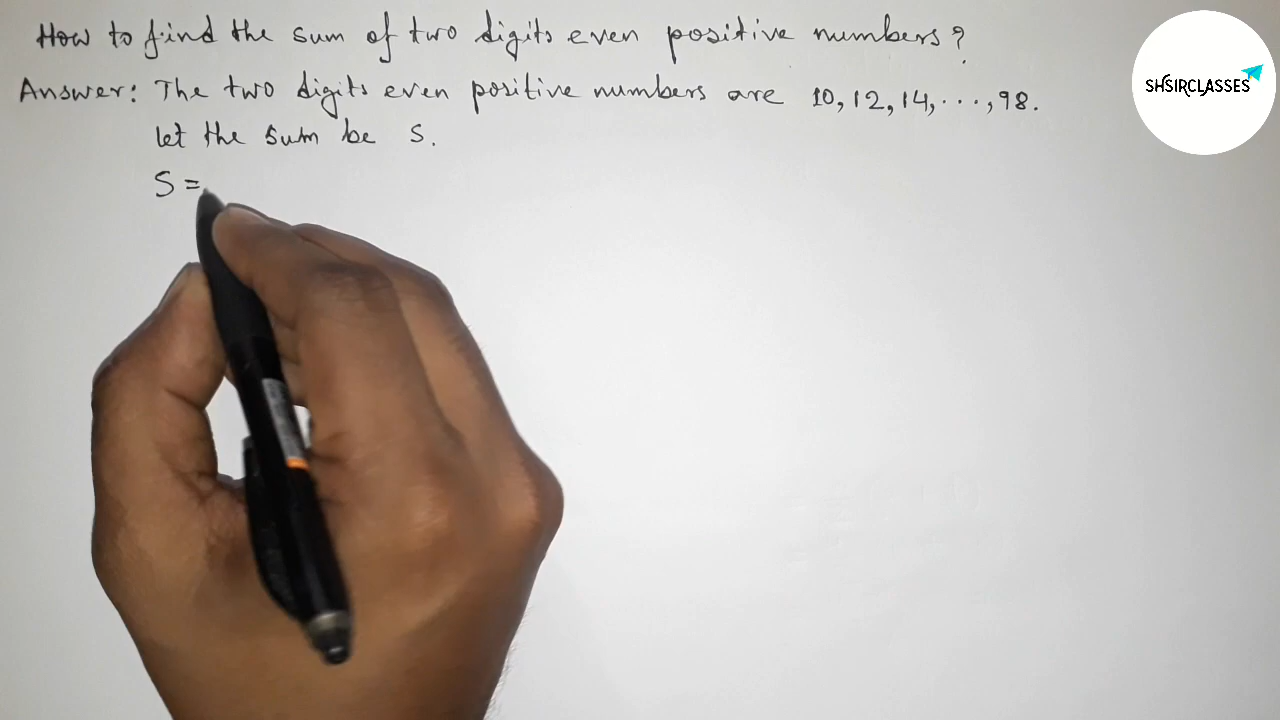 How to find the sum of two digits even positive numbers?
SHSIRCLASSES
Answer: The two digits even positive numbers are 10, 12, 14, ..., 98.
let the sum be S.
S =